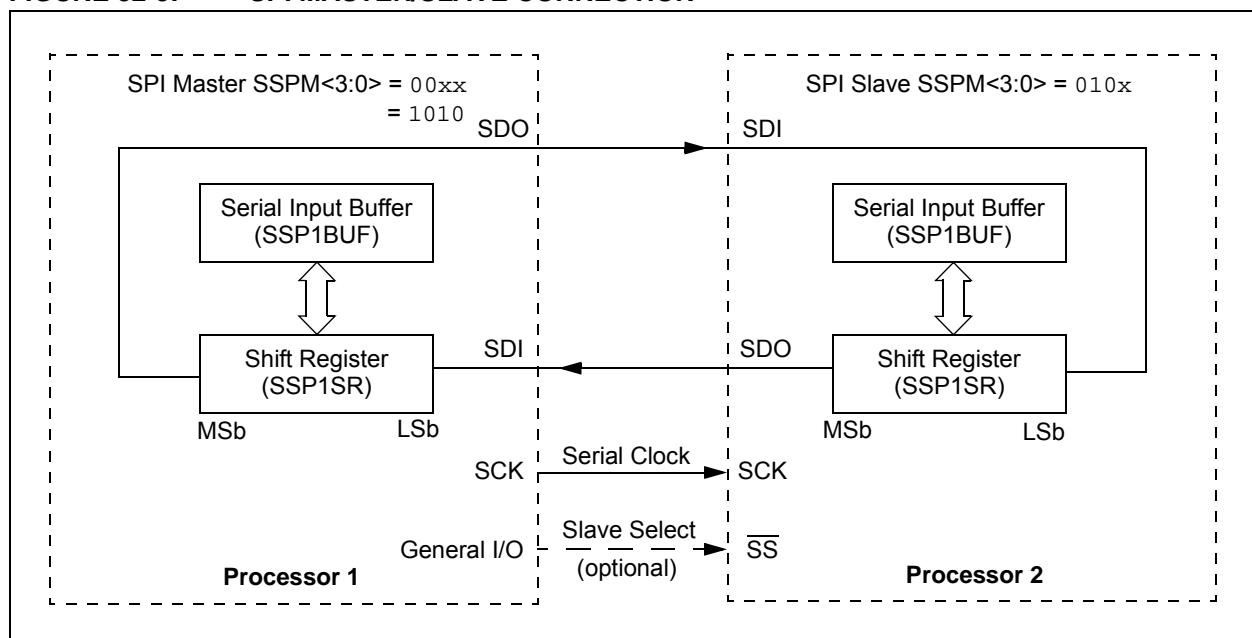 SPI Master SSPM<3:0> = 00xx
= 1010
SDO
Serial Input Buffer
(SSP1BUF)
Shift Register
(SSP1SR)
MSb
LSb
SDI
SCK
General I/O
Processor 1
Serial Clock
Slave Select
(optional)
SPI Slave SSPM<3:0> = 010x
SDI
Serial Input Buffer
(SSP1BUF)
SDO
Shift Register
(SSP1SR)
MSb
LSb
SCK
S̅S̅
Processor 2